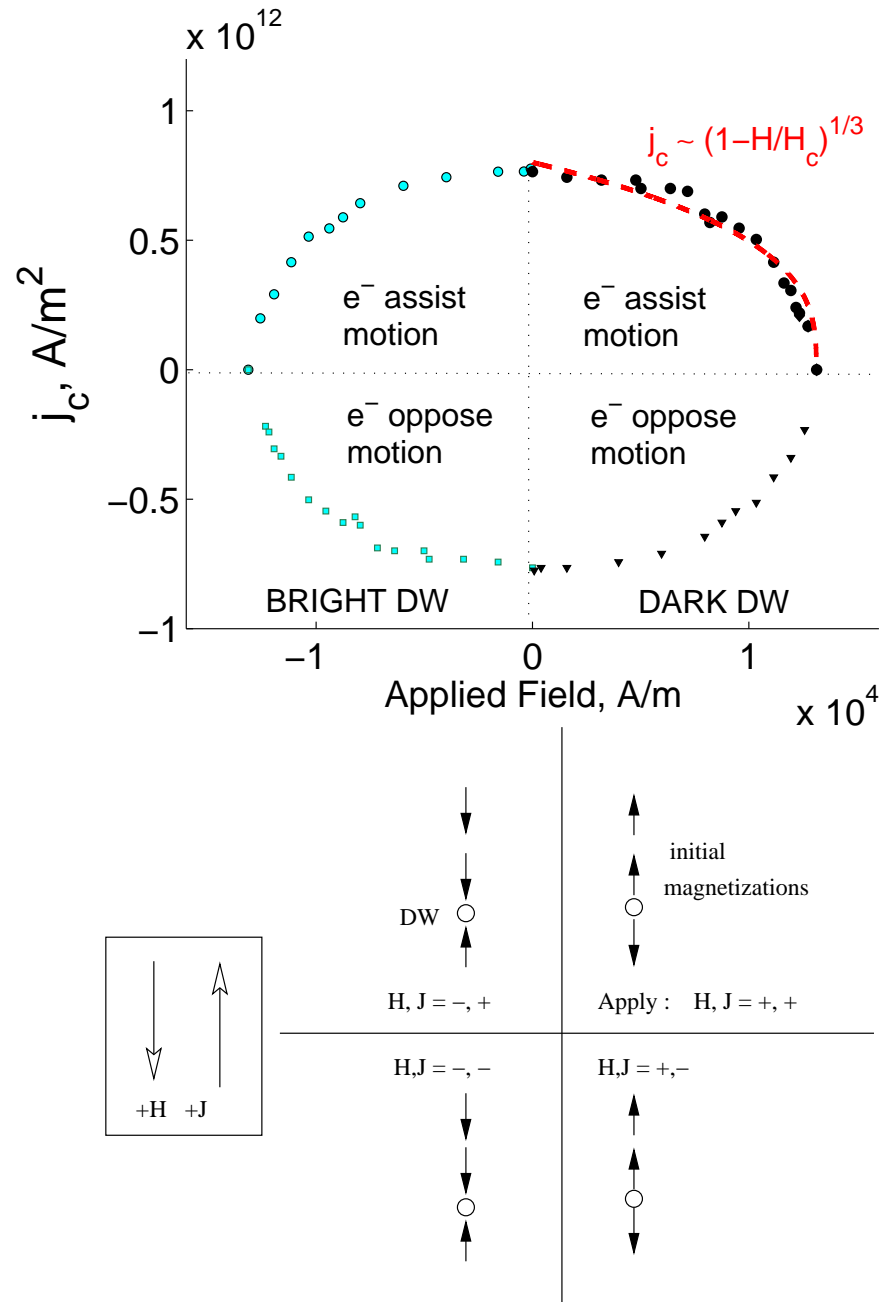 x 10^12
1
0.5
0
−0.5
−1
j_c, A/m^2
j_c ~ (1−H/H_c)^1/3
e^− assist motion
e^− assist motion
e^− oppose motion
e^− oppose motion
BRIGHT DW
DARK DW
−1
0
1
Applied Field, A/m
x 10^4
initial
magnetizations
DW
H, J = −, +
Apply : H, J = +, +
H,J = −, −
H,J = +,−
+H +J